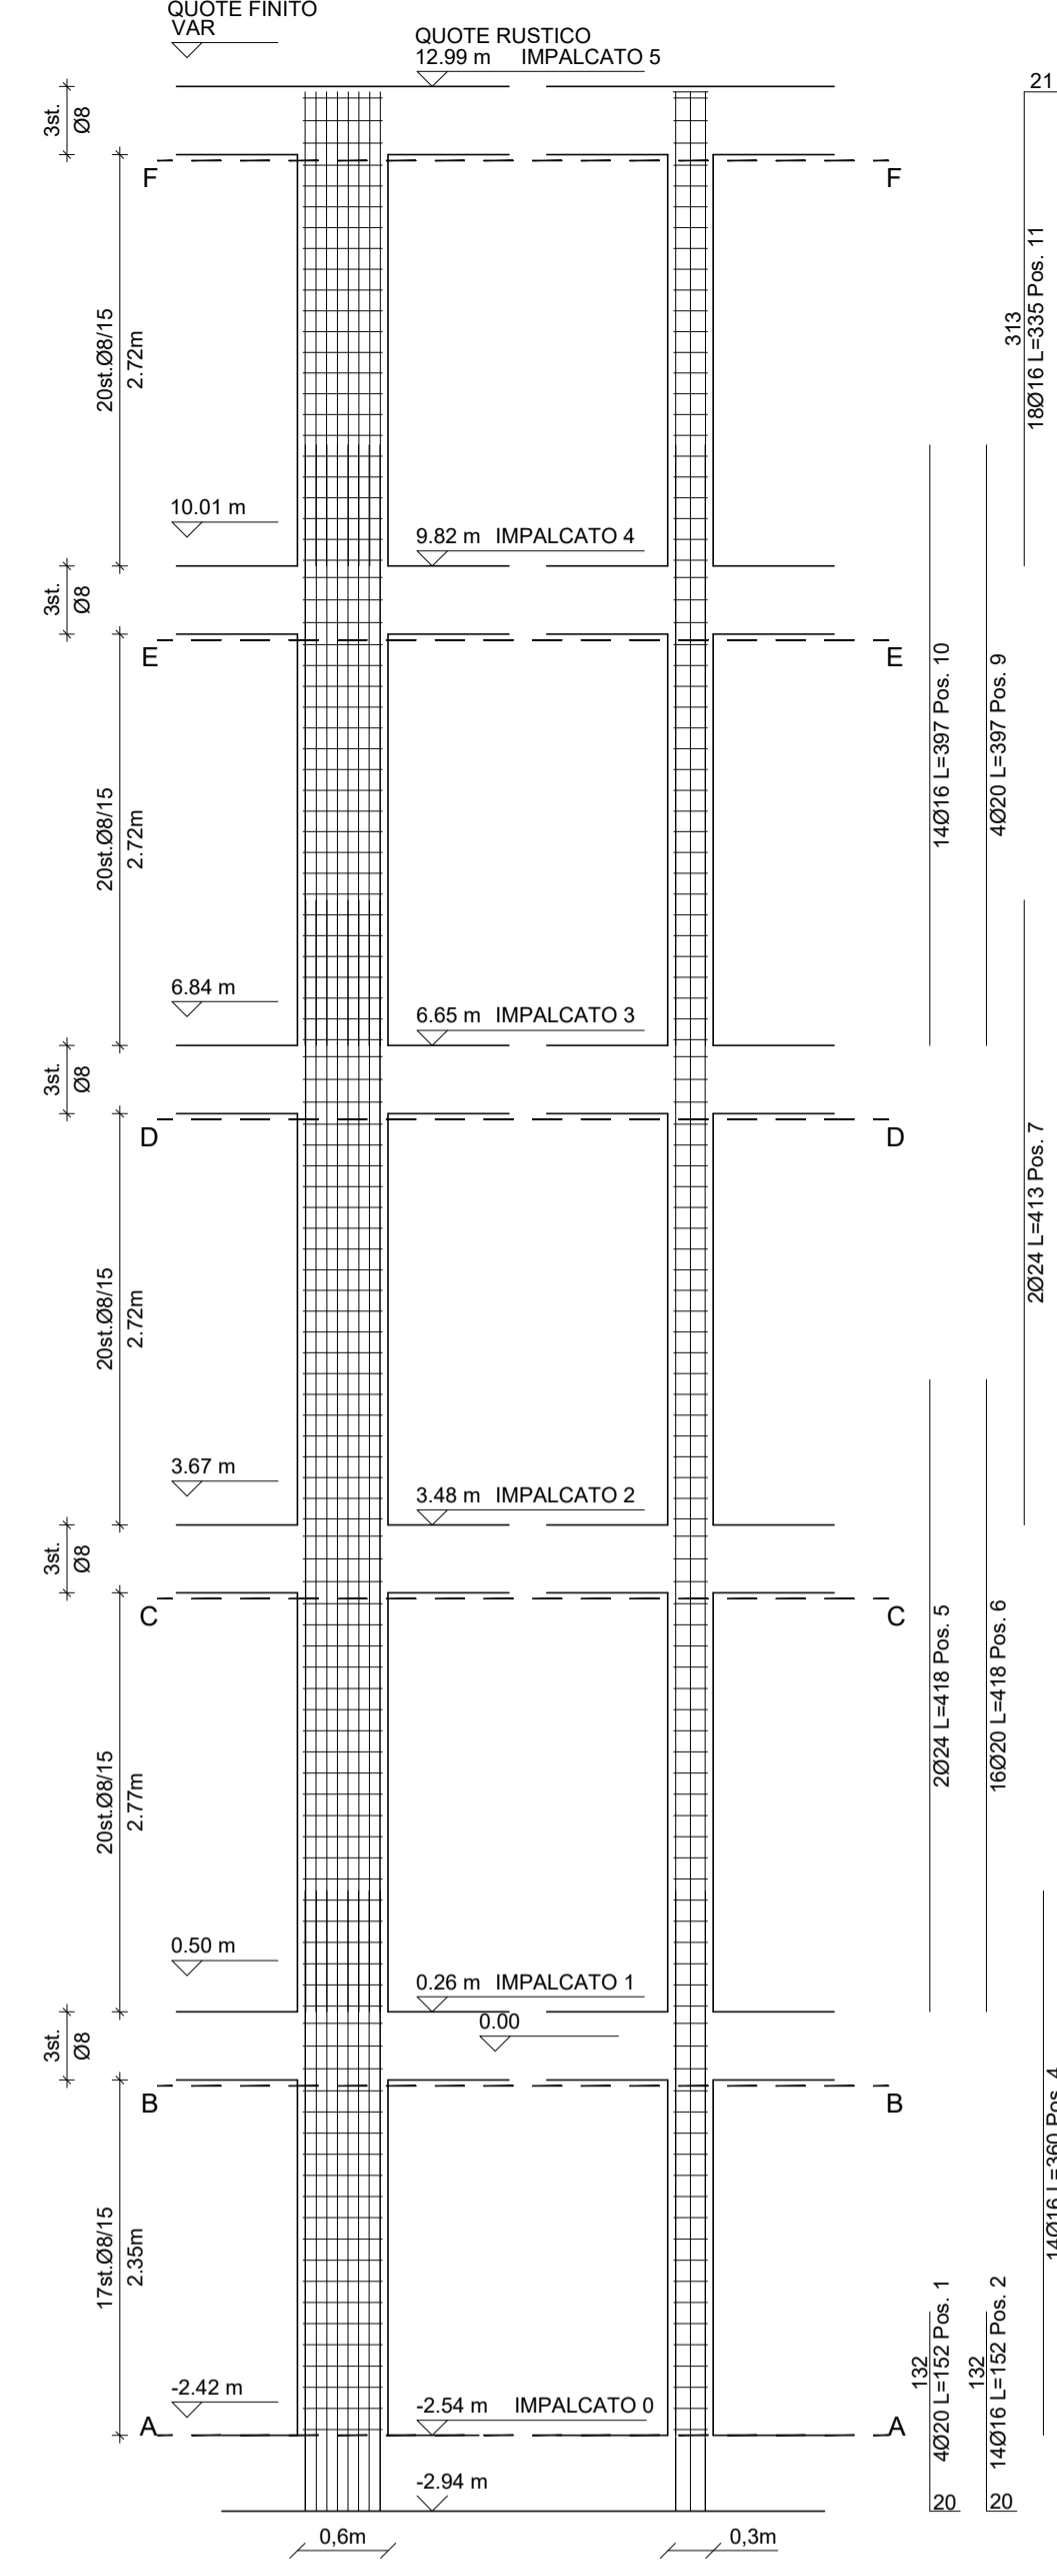 QUOTE FINITO
VAR
QUOTE RUSTICO
12.99 m IMPALCATO 5
21
3st.
Ø8
F
F
20st.Ø8/15
2.72m
313
18Ø16 L=335 Pos. 11
10.01 m
9.82 m IMPALCATO 4
3st.
Ø8
E
E
20st.Ø8/15
2.72m
14Ø16 L=397 Pos. 10
4Ø20 L=397 Pos. 9
6.84 m
6.65 m IMPALCATO 3
3st.
Ø8
D
D
20st.Ø8/15
2.72m
2Ø24 L=413 Pos. 7
3.67 m
3.48 m IMPALCATO 2
3st.
Ø8
C
C
20st.Ø8/15
2.77m
2Ø24 L=418 Pos. 5
16Ø20 L=418 Pos. 6
0.50 m
0.26 m IMPALCATO 1
0.00
3st.
Ø8
B
B
17st.Ø8/15
2.35m
14Ø16 L=360 Pos. 4
132
4Ø20 L=152 Pos. 1
132
14Ø16 L=152 Pos. 2
-2.42 m
-2.54 m IMPALCATO 0
A
A
-2.94 m
20
20
0,6m
0,3m